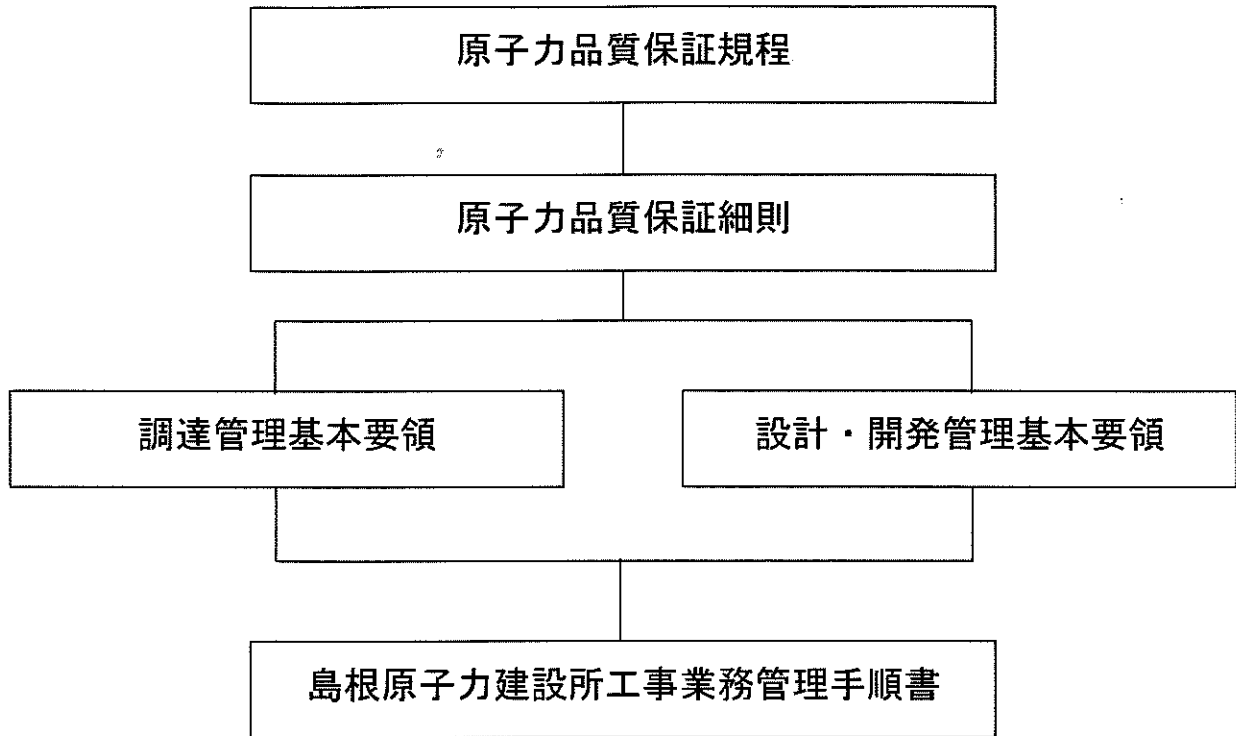 原子力品質保証規程
原子力品質保証細則
調達管理基本要領
設計・開発管理基本要領
島根原子力建設所工事業務管理手順書